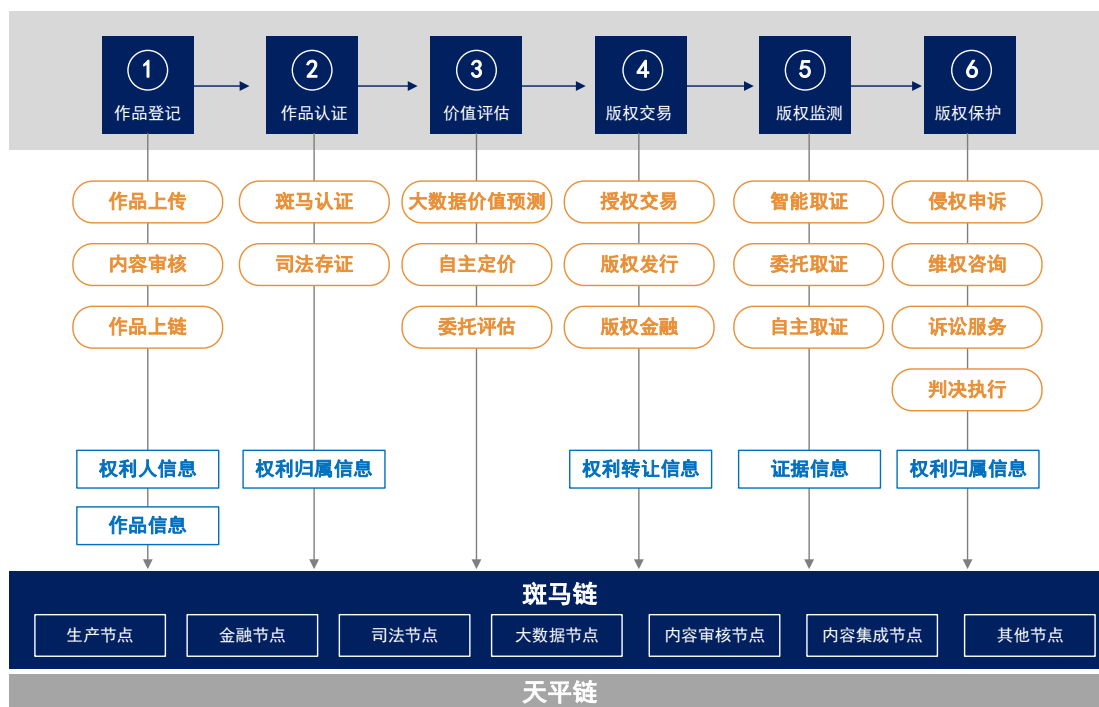 1 2 3 4 5 6
作品登记 作品认证 价值评估 版权交易 版权监测 版权保护
作品上传 斑马认证 大数据价值预测 授权交易 智能取证 侵权申诉
内容审核 司法存证 自主定价 版权发行 委托取证 维权咨询
作品上链 委托评估 版权金融 自主取证 诉讼服务
判决执行
权利人信息 权利归属信息 权利转让信息 证据信息 权利归属信息
作品信息
斑马链
生产节点 金融节点 司法节点 大数据节点 内容审核节点 内容集成节点 其他节点
天平链